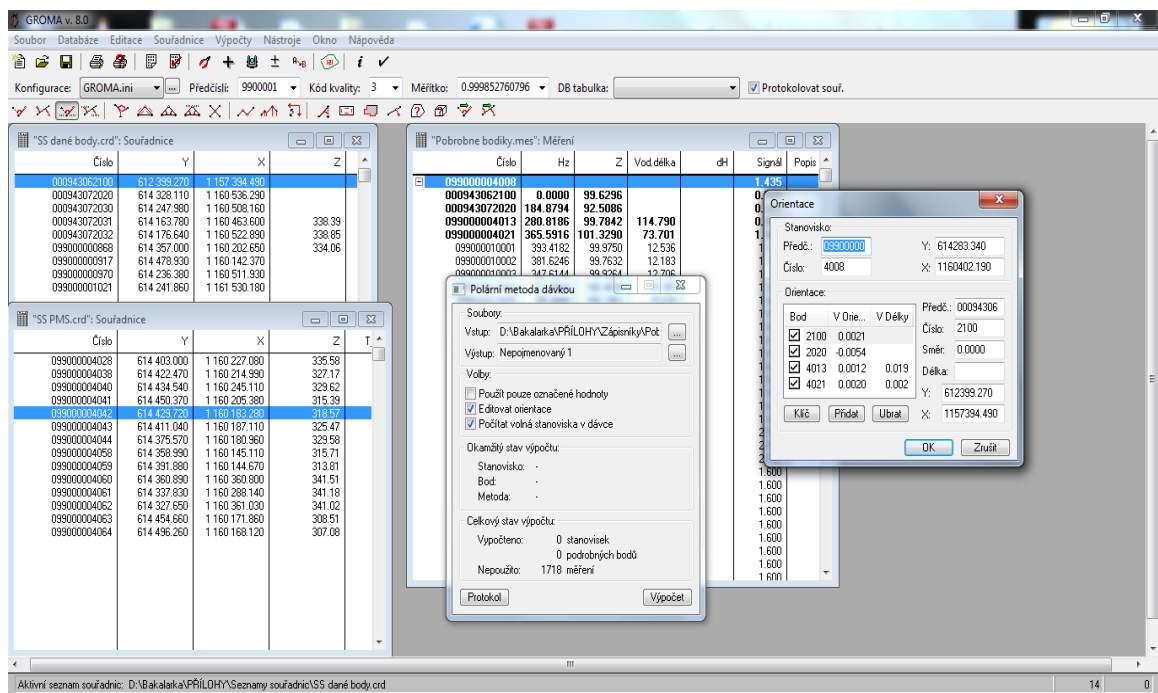 GROMA v. 8.0
Soubor Databáze Editace Souřadnice Výpočty Nástroje Okno Nápověda
Konfigurace: GROMA.ini ... Předčíslí: 9900001 Kód kvality: 3 Měřítko: 0.999852760796 DB tabulka: Protokolovat souř.
"SS dané body.crd": Souřadnice
Číslo Y X Z
000943062100 612 399.270 1 157 394.490
000943072020 614 328.110 1 160 536.290
000943072030 614 247.980 1 160 508.160
000943072031 614 163.780 1 160 463.600 338.39
000943072032 614 176.640 1 160 522.890 338.85
099000000868 614 357.000 1 160 202.650 334.06
099000000917 614 478.930 1 160 142.370
099000000970 614 236.380 1 160 511.930
099000001021 614 241.860 1 161 530.180
"SS PMS.crd": Souřadnice
Číslo Y X Z T.
099000004028 614 403.000 1 160 227.080 335.58
099000004038 614 422.470 1 160 214.990 327.17
099000004040 614 434.540 1 160 245.110 329.62
099000004041 614 450.370 1 160 205.380 315.39
099000004042 614 429.720 1 160 183.280 318.57
099000004043 614 411.040 1 160 187.110 325.47
099000004044 614 375.570 1 160 180.960 329.58
099000004058 614 358.990 1 160 145.110 315.71
099000004059 614 391.880 1 160 144.670 313.81
099000004060 614 360.890 1 160 360.800 341.51
099000004061 614 337.830 1 160 288.140 341.18
099000004062 614 327.650 1 160 361.030 341.02
099000004063 614 454.660 1 160 171.860 308.51
099000004064 614 496.260 1 160 168.120 307.08
"Pobrobne bodiky.mes": Měření
Číslo Hz Z Vod.délka dH Signál Popis
099000004008 1.435
000943062100 0.0000 99.6296 0.
000943072020 184.8794 92.5086 0.
099000004013 280.8186 99.7842 114.790 0.
099000004021 365.5916 101.3290 73.701 1.
099000010001 393.4182 99.9750 12.536
099000010002 381.6246 99.7632 12.183
099000010003 347.6144 99.9264 12.706
1.600
1.600
1.600
1.600
1.600
1.600
1.600
1.600
1.600
Polární metoda dávkou
Soubory:
Vstup: D:\Bakalarka\PŘÍLOHY\Zápisníky\Pob ...
Výstup: Nepojmenovaný 1 ...
Volby:
Použít pouze označené hodnoty
Editovat orientace
Počítat volná stanoviska v dávce
Okamžitý stav výpočtu:
Stanovisko: -
Bod: -
Metoda: -
Celkový stav výpočtu:
Vypočteno: 0 stanovisek
0 podrobných bodů
Nepoužito: 1718 měření
Protokol Výpočet
Orientace
Stanovisko:
Předč.: 09900000 Y: 614283.340
Číslo: 4008 X: 1160402.190
Orientace:
Bod V Orie... V Délky
2100 0.0021
2020 -0.0054
4013 0.0012 0.019
4021 0.0020 0.002
Předč.: 00094306
Číslo: 2100
Směr: 0.0000
Délka:
Y: 612399.270
X: 1157394.490
Klíč Přidat Ubrat
OK Zrušit
Aktivní seznam souřadnic: D:\Bakalarka\PŘÍLOHY\Seznamy souřadnic\SS dané body.crd 14 0